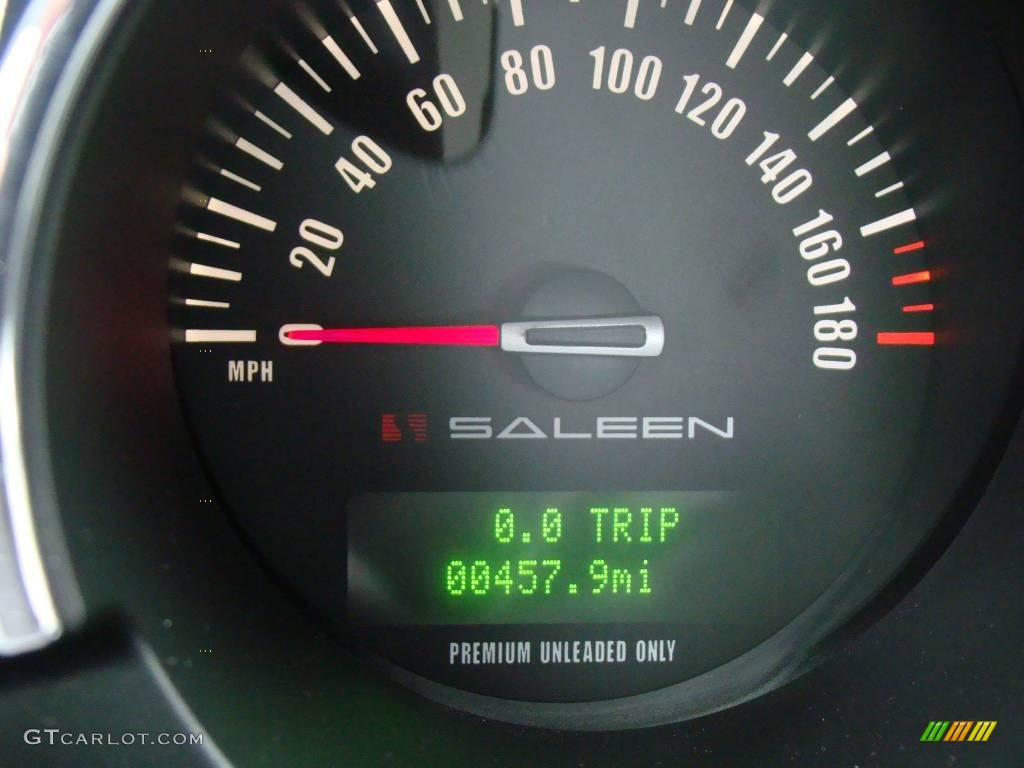 20
40
60
80
100
120
140
160
180
MPH
SALEEN
0.0 TRIP
00457.9mi
PREMIUM UNLEADED ONLY
GTCARLOT.COM